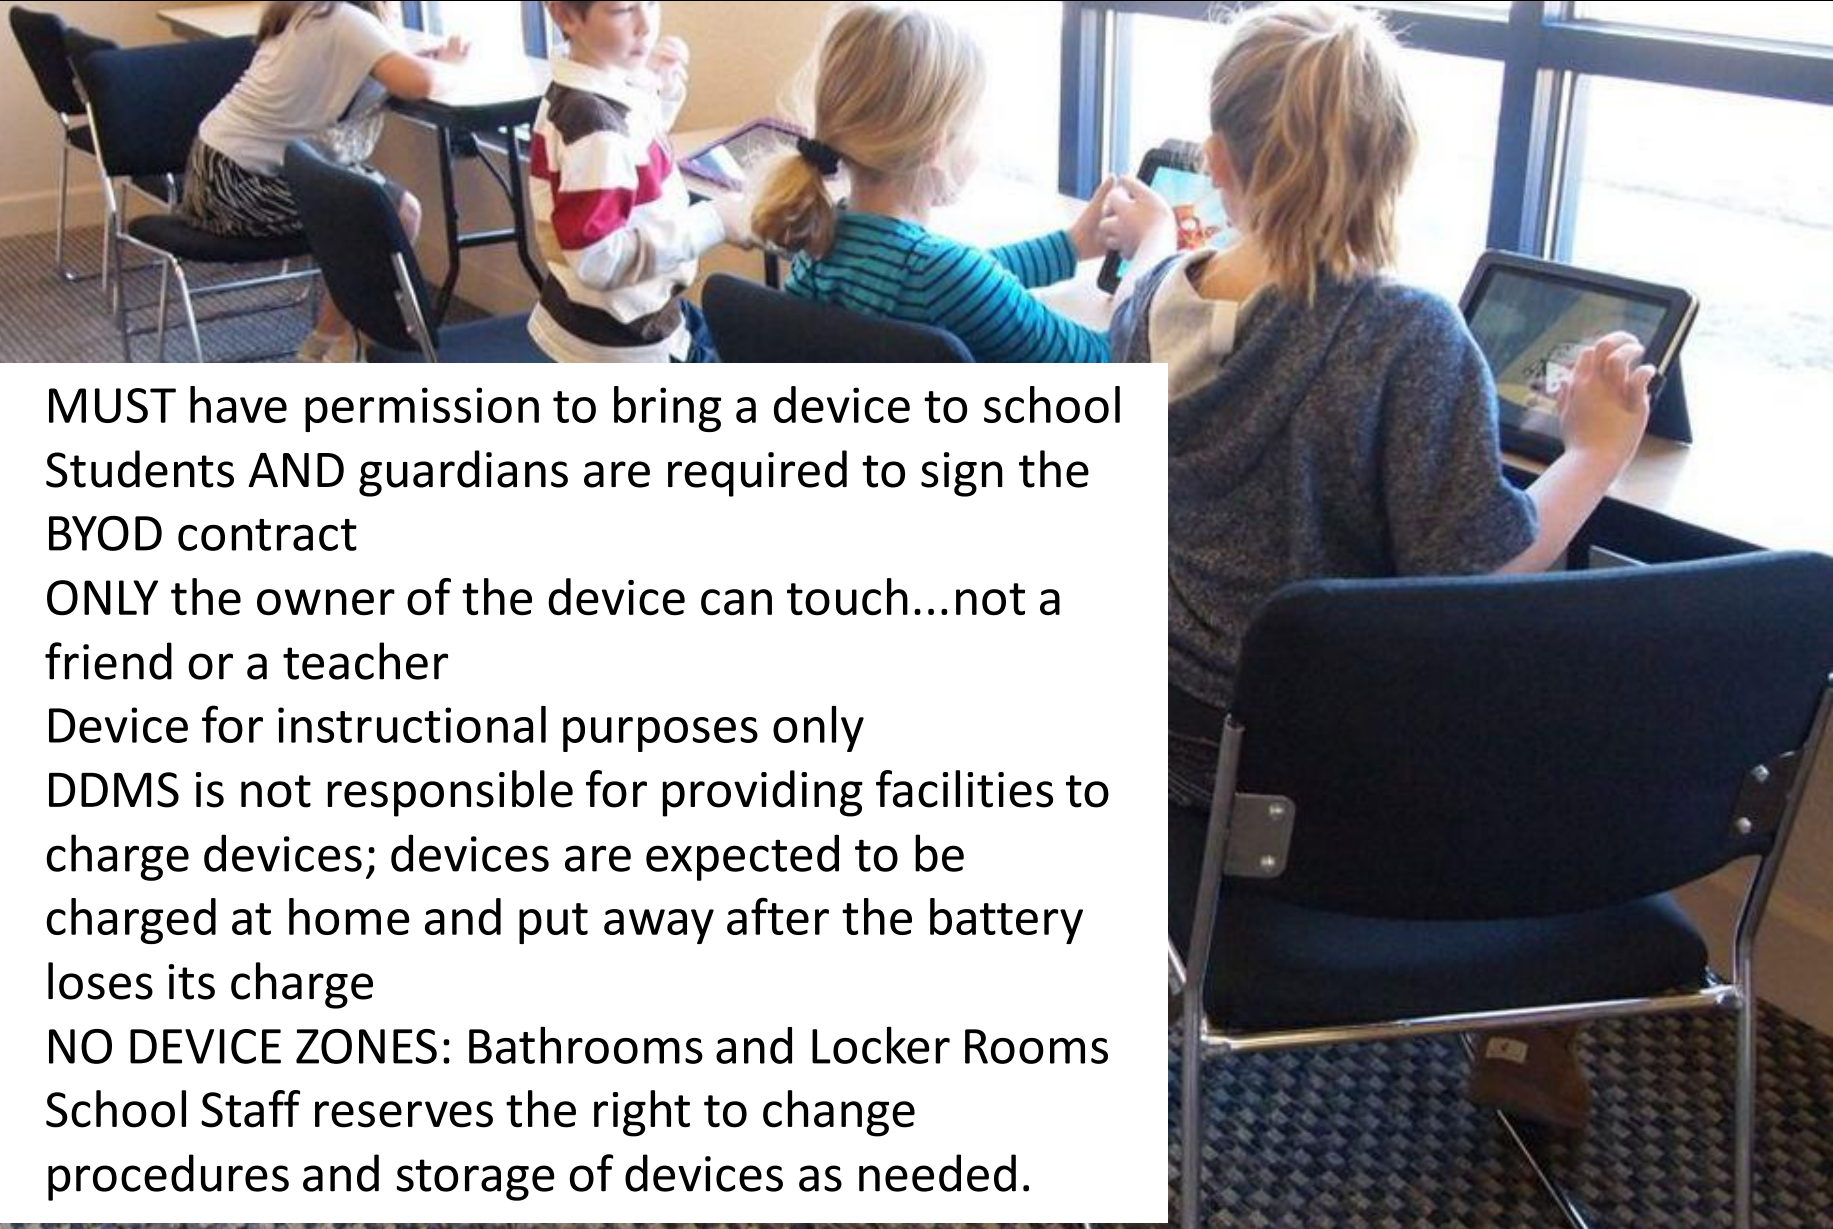 MUST have permission to bring a device to school
Students AND guardians are required to sign the
BYOD contract
ONLY the owner of the device can touch...not a
friend or a teacher
Device for instructional purposes only
DDMS is not responsible for providing facilities to
charge devices; devices are expected to be
charged at home and put away after the battery
loses its charge
NO DEVICE ZONES: Bathrooms and Locker Rooms
School Staff reserves the right to change
procedures and storage of devices as needed.